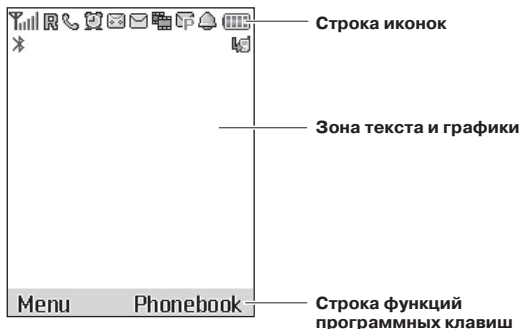 Строка иконок
Зона текста и графики
Menu Phonebook
Строка функций
программных клавиш